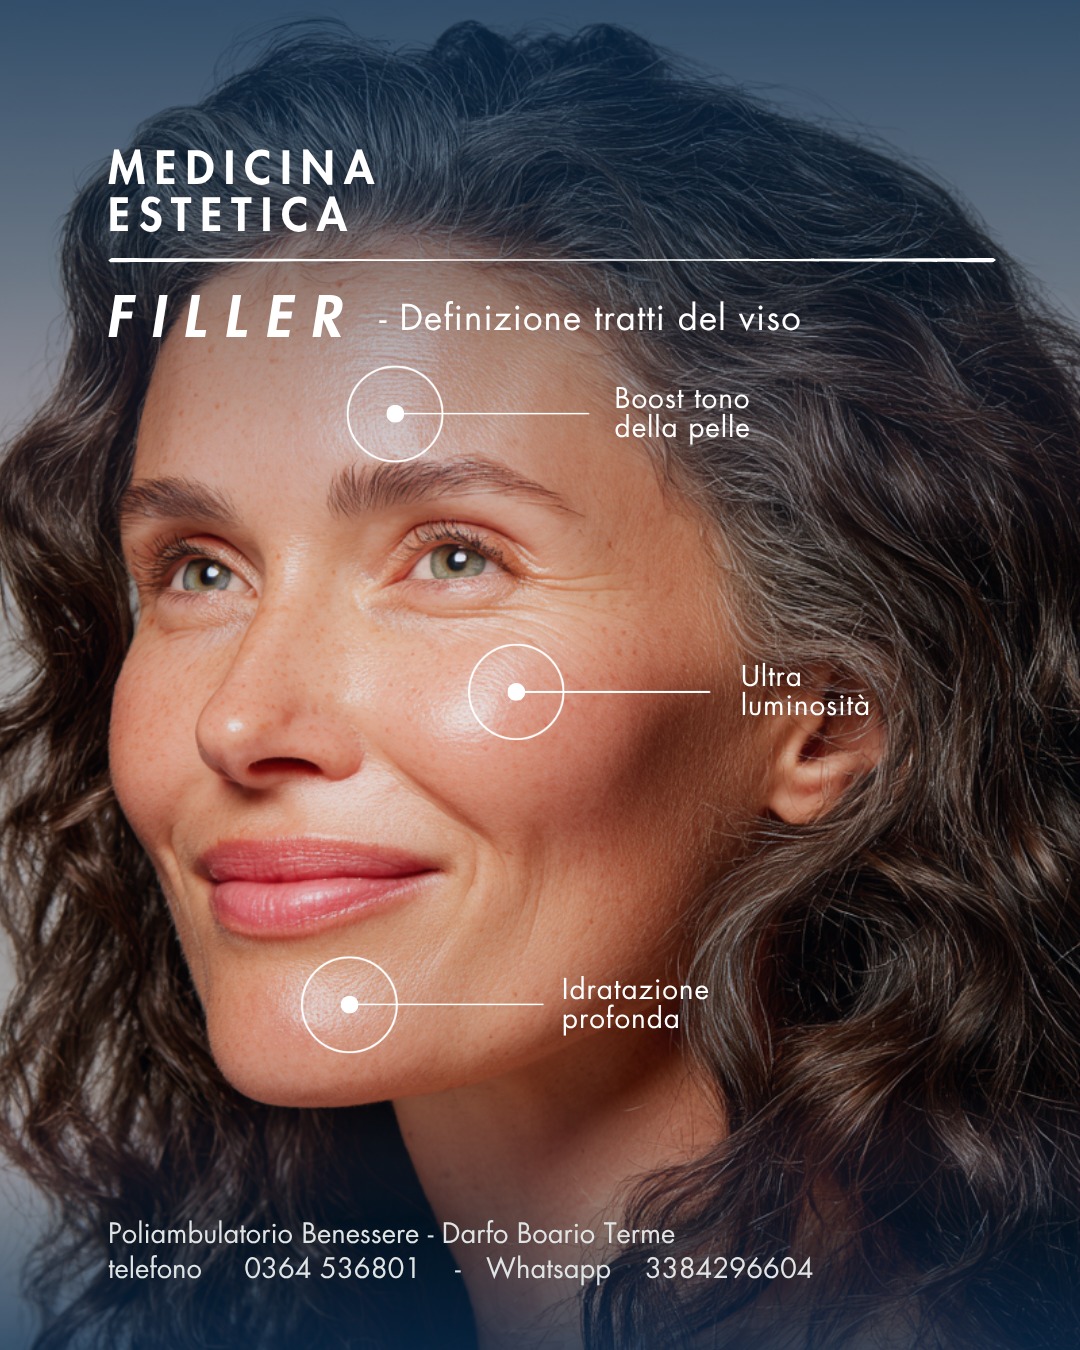 MEDICINA
ESTETICA
FILLER - Definizione tratti del viso
Boost tono
della pelle
Ultra
luminosità
Idratazione
profonda
Poliambulatorio Benessere - Darfo Boario Terme
telefono 0364 536801 - Whatsapp 3384296604